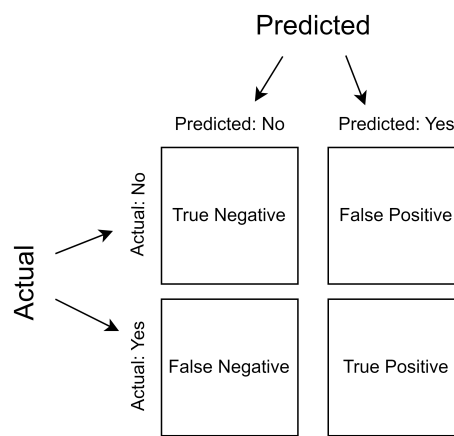 Predicted
Predicted: No
Predicted: Yes
Actual
Actual: No
True Negative
False Positive
Actual: Yes
False Negative
True Positive